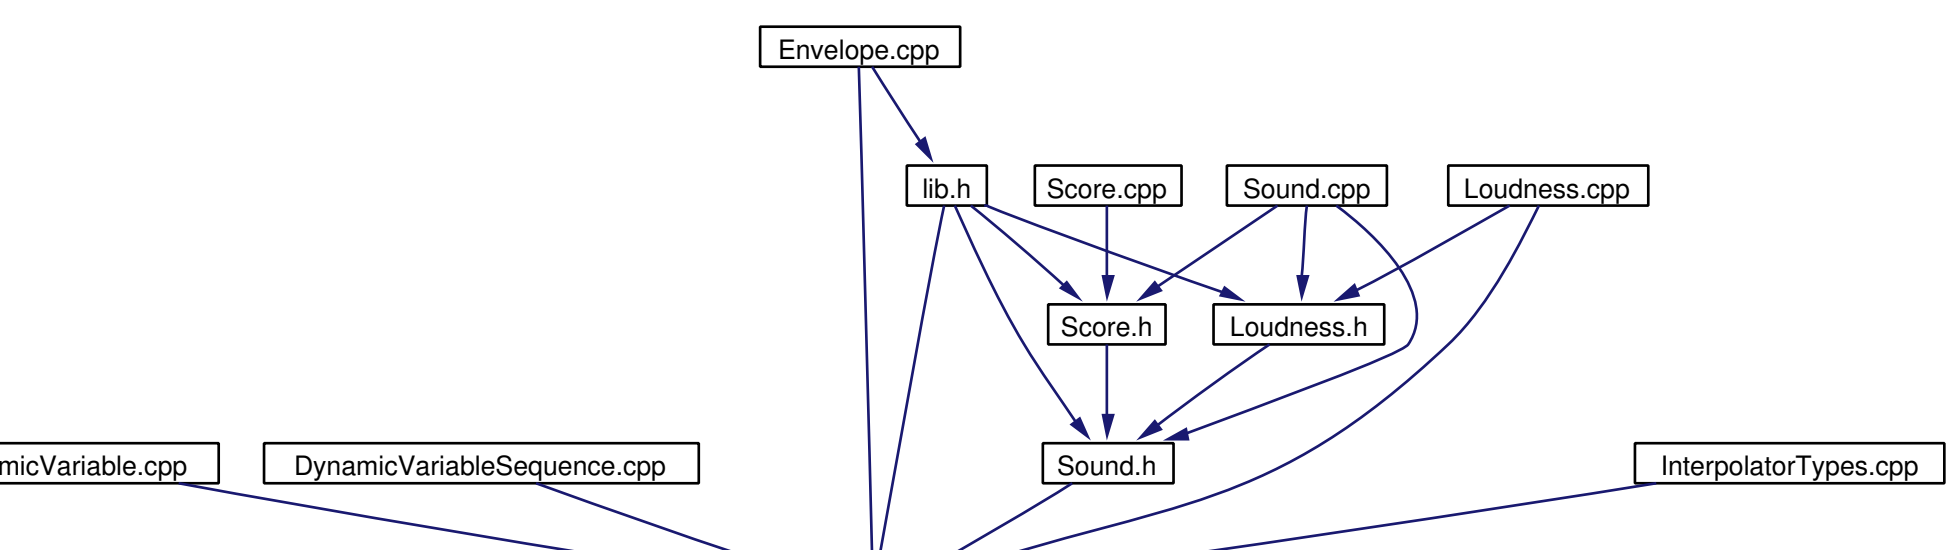 Envelope.cpp
lib.h
Score.cpp
Sound.cpp
Loudness.cpp
Score.h
Loudness.h
micVariable.cpp
DynamicVariableSequence.cpp
Sound.h
InterpolatorTypes.cpp